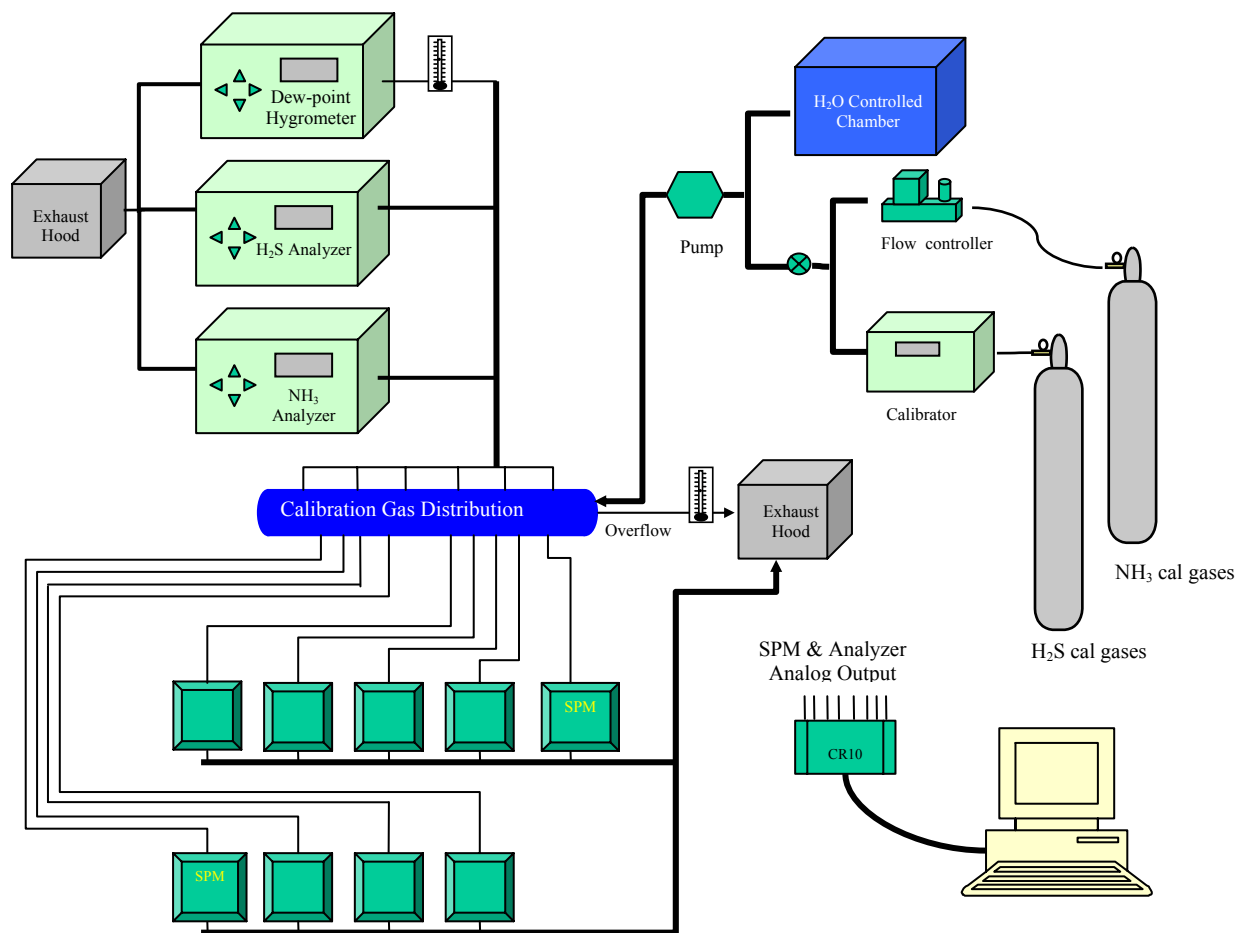 Dew-point
Hygrometer
H₂O Controlled
Chamber
Exhaust
Hood
H₂S Analyzer
Pump
Flow controller
NH₃
Analyzer
Calibrator
Calibration Gas Distribution
Overflow
Exhaust
Hood
NH₃ cal gases
H₂S cal gases
SPM & Analyzer
Analog Output
SPM
CR10
SPM